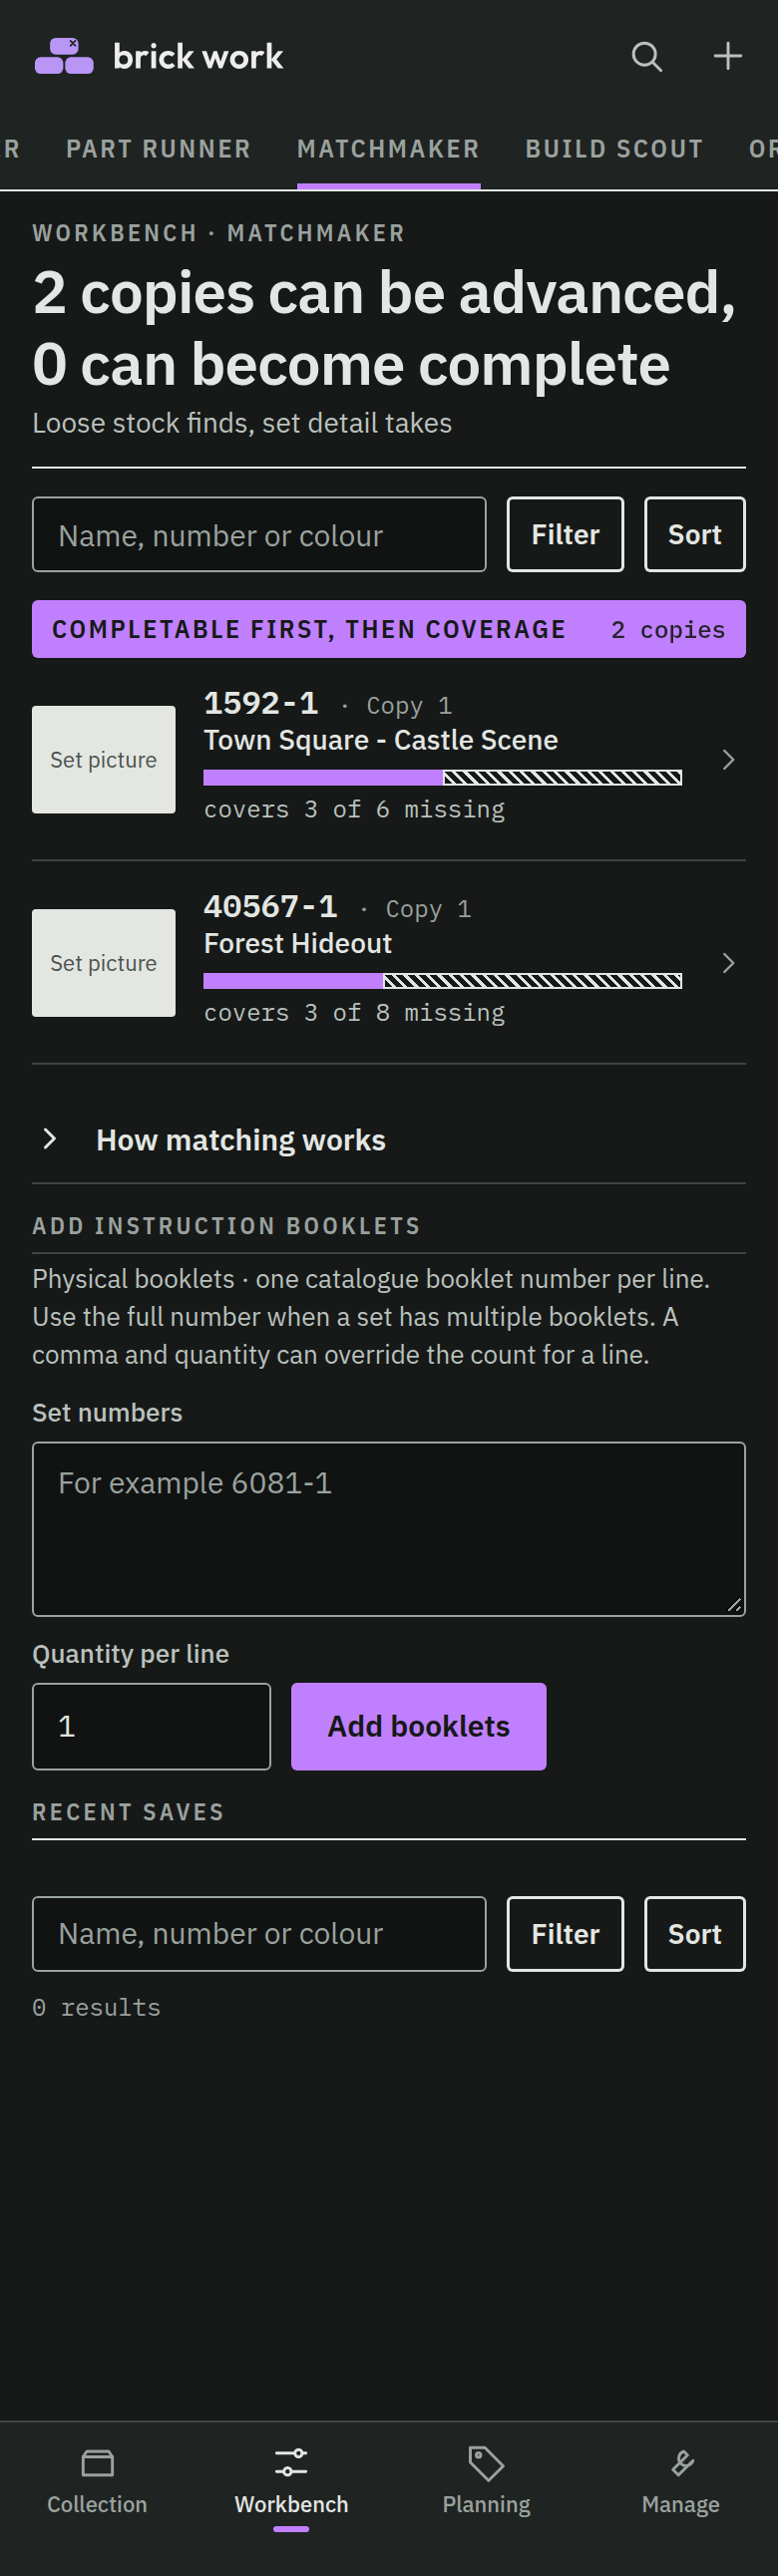 brick work
R PART RUNNER MATCHMAKER BUILD SCOUT OR
WORKBENCH · MATCHMAKER
2 copies can be advanced,
0 can become complete
Loose stock finds, set detail takes
Name, number or colour Filter Sort
COMPLETABLE FIRST, THEN COVERAGE 2 copies
Set picture
1592-1 · Copy 1
Town Square - Castle Scene
covers 3 of 6 missing
Set picture
40567-1 · Copy 1
Forest Hideout
covers 3 of 8 missing
How matching works
ADD INSTRUCTION BOOKLETS
Physical booklets · one catalogue booklet number per line.
Use the full number when a set has multiple booklets. A
comma and quantity can override the count for a line.
Set numbers
For example 6081-1
Quantity per line
1 Add booklets
RECENT SAVES
Name, number or colour Filter Sort
0 results
Collection Workbench Planning Manage